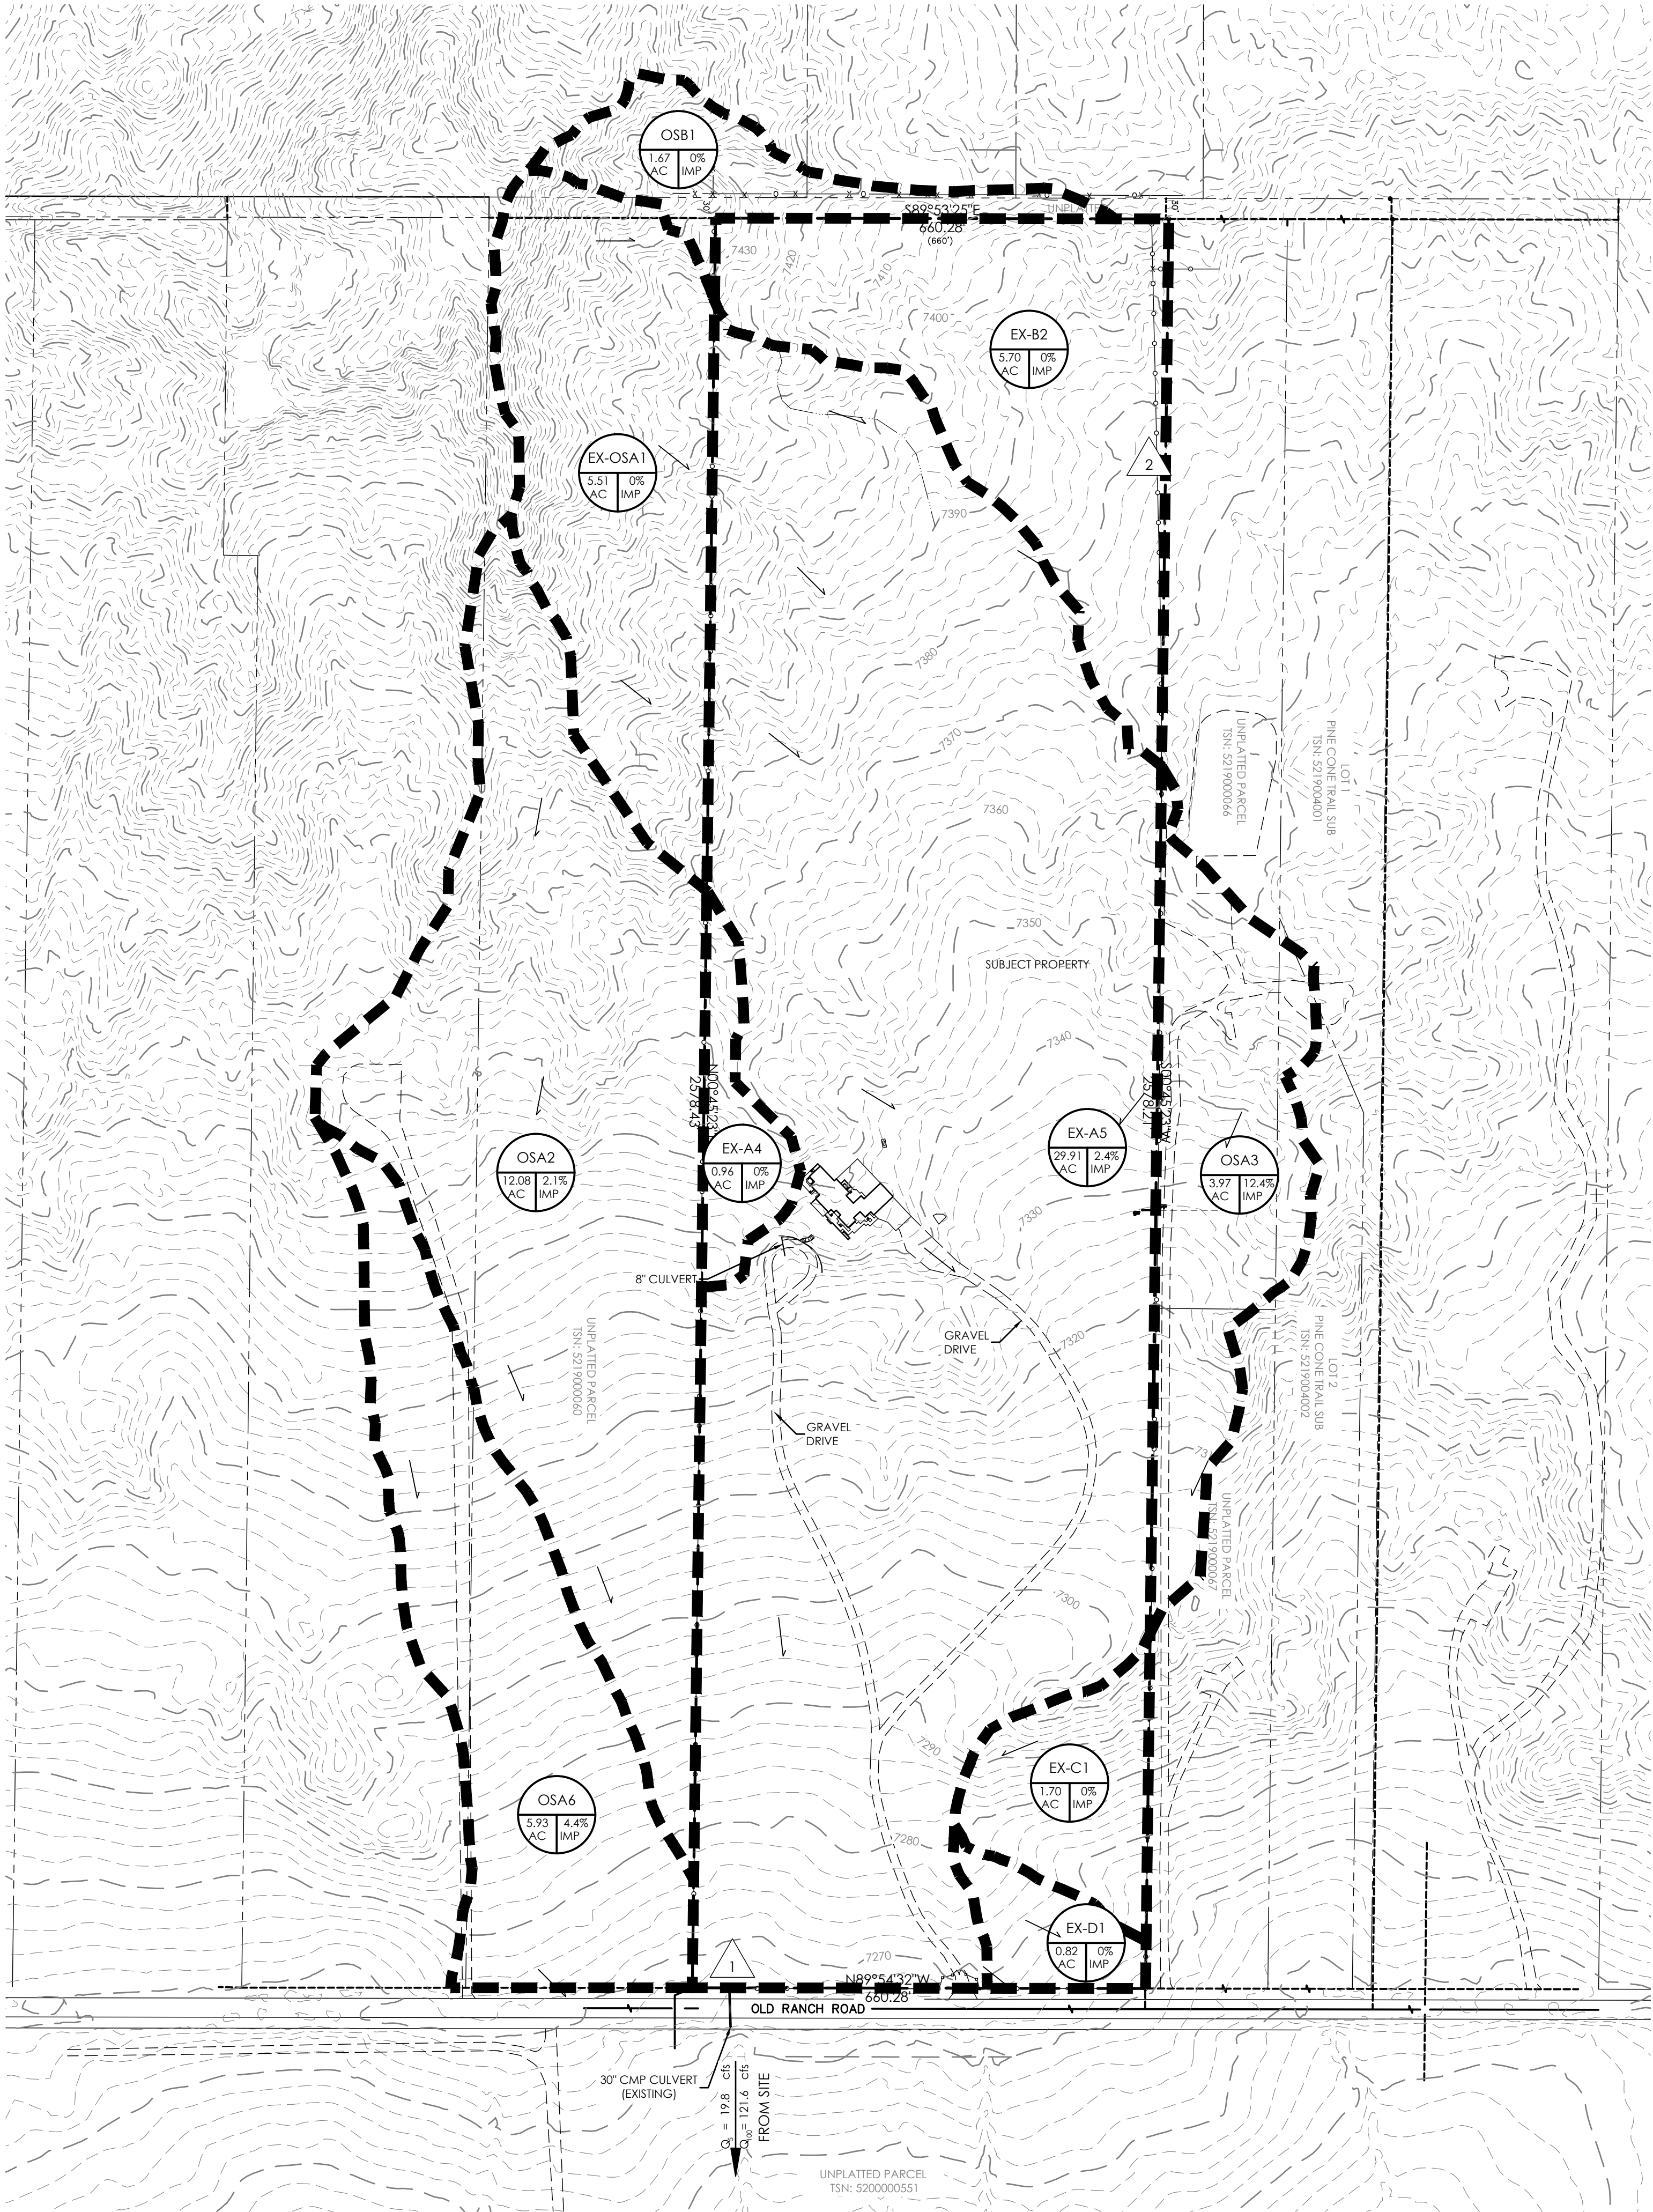 OSB1
1.67 0%
AC IMP
S89°53'25"E
660.28'
(660')
30'
30'
7430
7420
7410
7400
EX-B2
5.70 0%
AC IMP
EX-OSA1
5.51 0%
AC IMP
2
7390
7380
7370
7360
UNPLATTED PARCEL
TSN: 5219000066
LOT 1
PINE CONE TRAIL SUB
TSN: 5219004001
7350
SUBJECT PROPERTY
7340
2578.43'
2578.21'
OSA2
12.08 2.1%
AC IMP
EX-A4
0.96 0%
AC IMP
EX-A5
29.91 2.4%
AC IMP
OSA3
3.97 12.4%
AC IMP
7330
8" CULVERT
GRAVEL
DRIVE
7320
UNPLATTED PARCEL
TSN: 5219000060
LOT 2
PINE CONE TRAIL SUB
TSN: 5219004002
GRAVEL
DRIVE
UNPLATTED PARCEL
TSN: 5219000067
7300
7290
EX-C1
1.70 0%
AC IMP
OSA6
5.93 4.4%
AC IMP
7280
EX-D1
0.82 0%
AC IMP
7270
1
N89°54'32"W
660.28'
OLD RANCH ROAD
30" CMP CULVERT
(EXISTING)
Q5 = 19.8 cfs
Q100 = 121.6 cfs
FROM SITE
UNPLATTED PARCEL
TSN: 5200000551